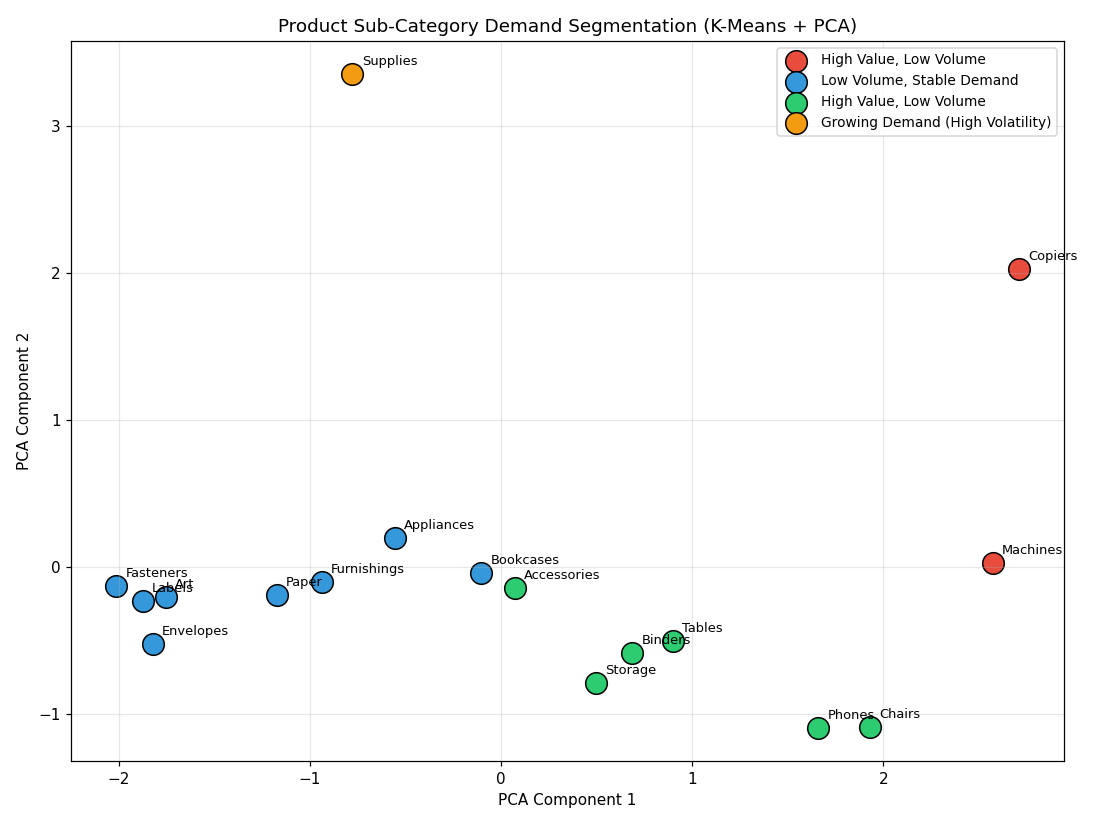 Product Sub-Category Demand Segmentation (K-Means + PCA)
High Value, Low Volume
Low Volume, Stable Demand
High Value, Low Volume
Growing Demand (High Volatility)
Supplies
Copiers
Machines
Appliances
Bookcases
Accessories
Furnishings
Paper
Fasteners
Art
Labels
Envelopes
Tables
Binders
Storage
Phones
Chairs
PCA Component 2
3
2
1
0
−1
−2
−1
0
1
2
PCA Component 1